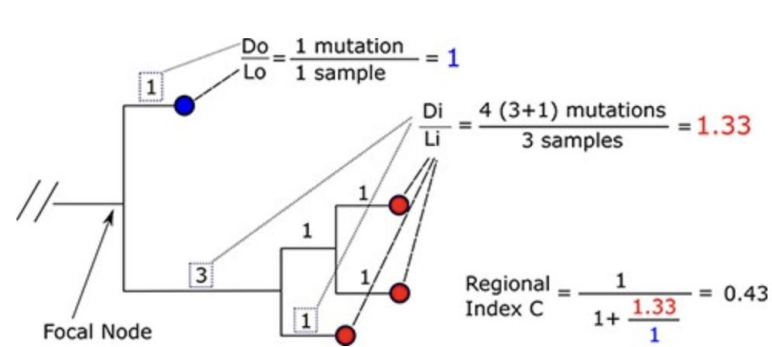 Do/Lo = 1 mutation/1 sample = 1
1
Di/Li = 4 (3+1) mutations/3 samples = 1.33
1
1
3
1
1
Regional Index C = 1/(1+ 1.33/1) = 0.43
Focal Node